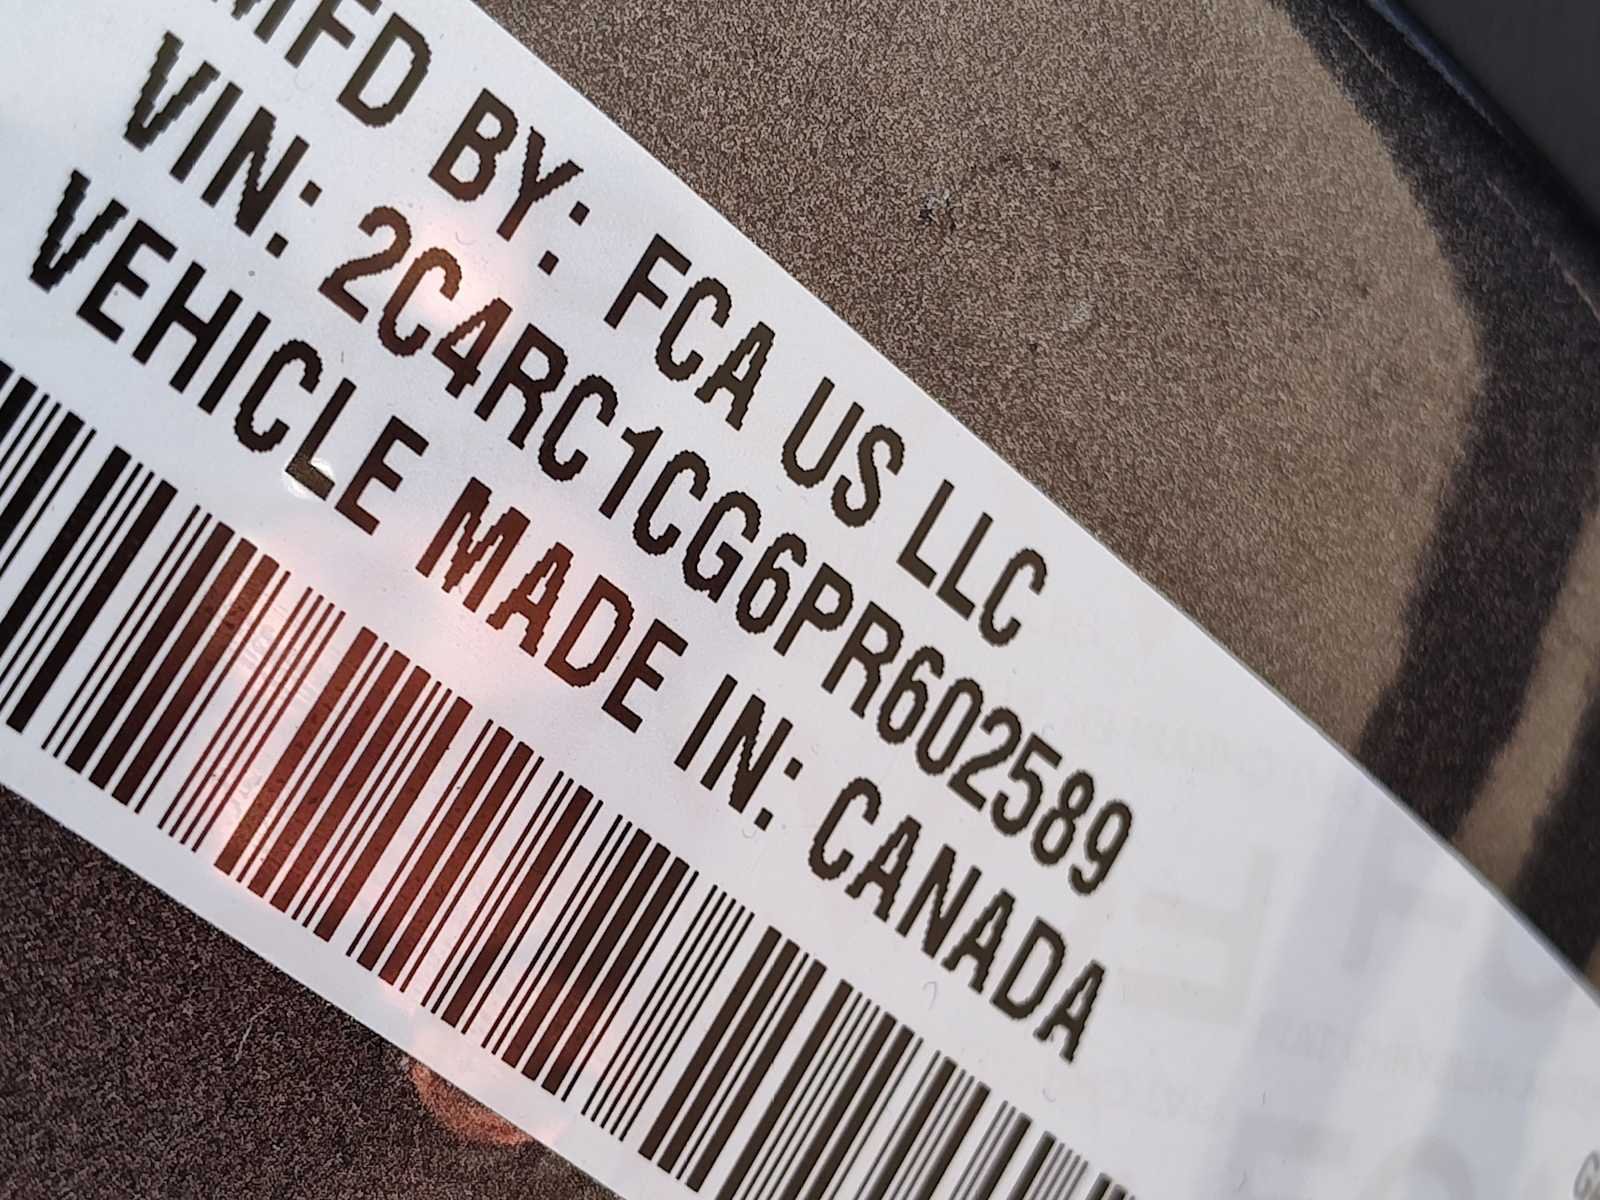 MFD BY: FCA US LLC
VIN: 2C4RC1CG6PR602589
VEHICLE MADE IN: CANADA